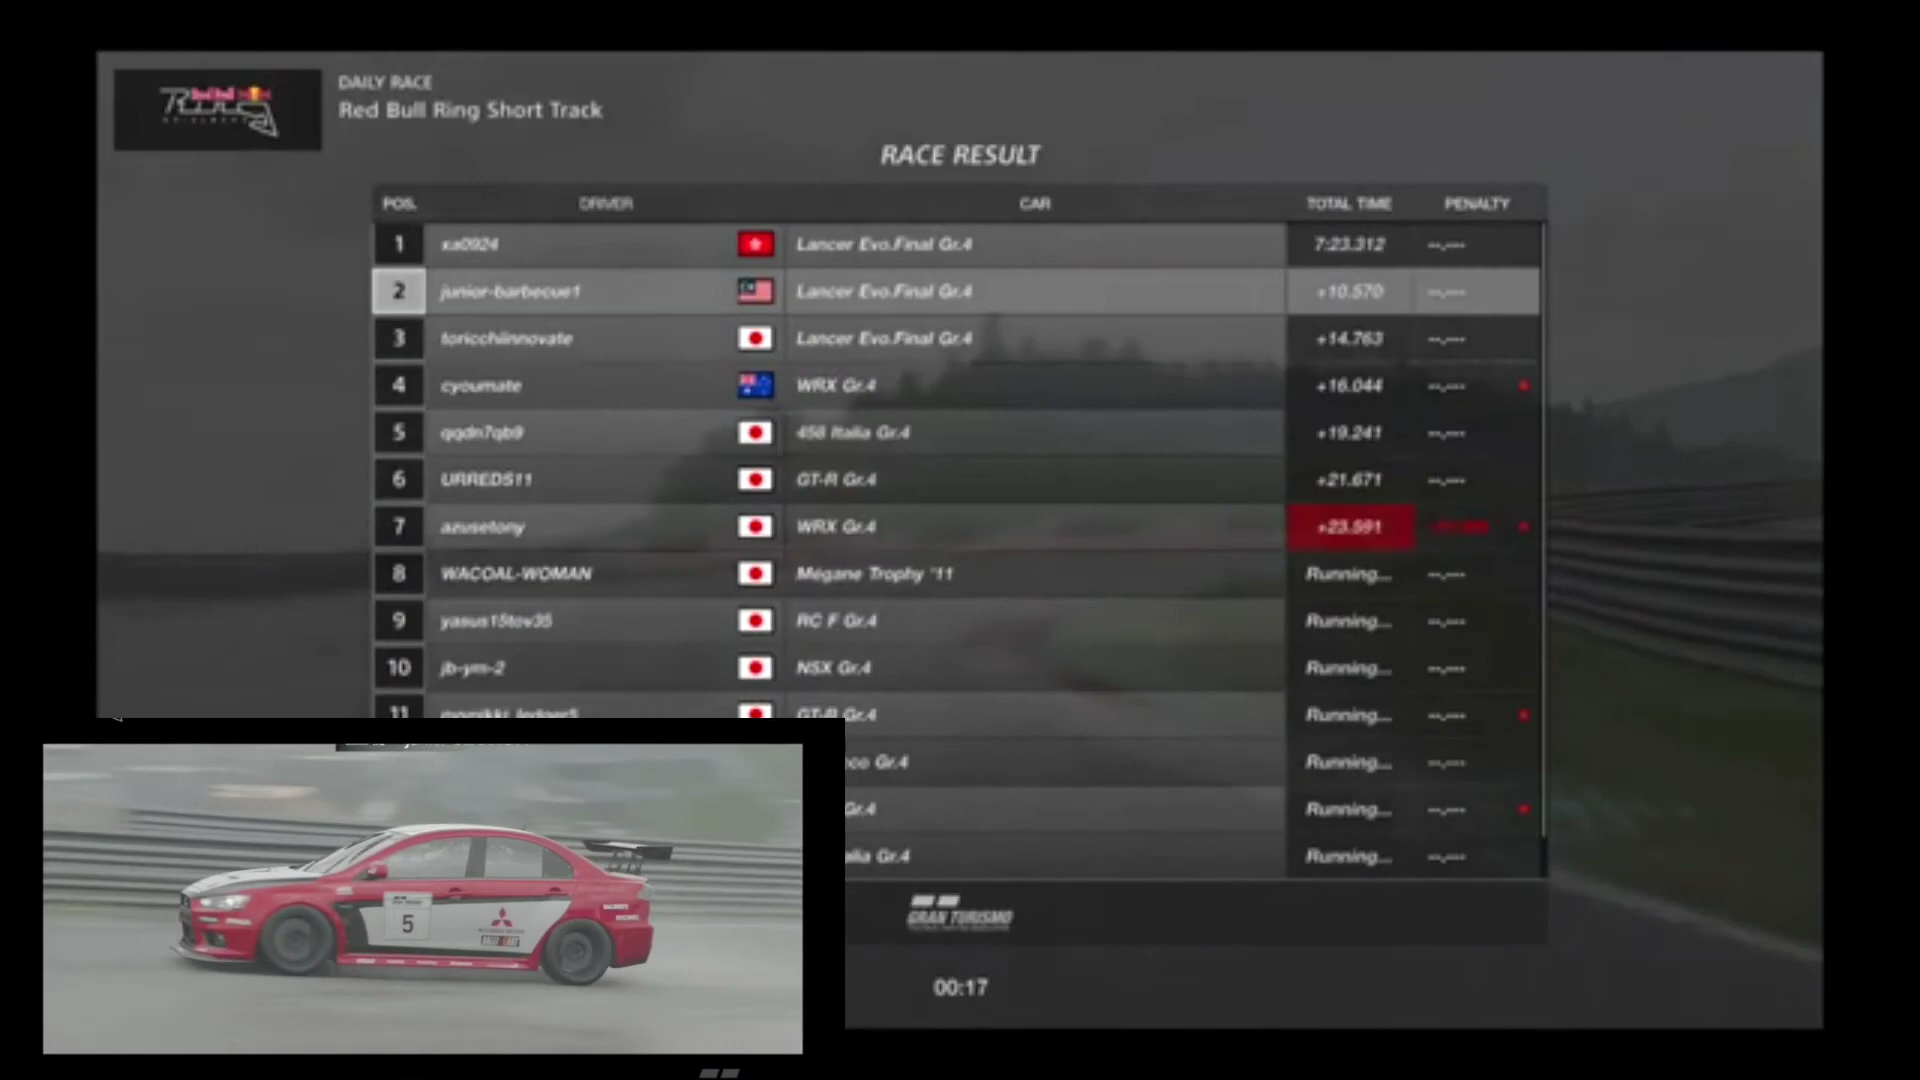 DAILY RACE
Red Bull Ring Short Track
RACE RESULT
POS. DRIVER CAR TOTAL TIME PENALTY
1 xa0924 Lancer Evo.Final Gr.4 7:23.312 --.---
2 junior-barbecue1 Lancer Evo.Final Gr.4 +10.570 --.---
3 toricchiinnovate Lancer Evo.Final Gr.4 +14.763 --.---
4 cyoumate WRX Gr.4 +16.044 --.---
5 qgdn7qb9 458 Italia Gr.4 +19.241 --.---
6 URREDS11 GT-R Gr.4 +21.671 --.---
7 azusetony WRX Gr.4 +23.591
8 WACOAL-WOMAN Mégane Trophy '11 Running... --.---
9 yasus15tov35 RC F Gr.4 Running... --.---
10 jb-ym-2 NSX Gr.4 Running... --.---
11 GT-R Gr.4 Running... --.---
Gr.4 Running... --.---
Gr.4 Running... --.---
Gr.4 Running... --.---
GRAN TURISMO
00:17
5